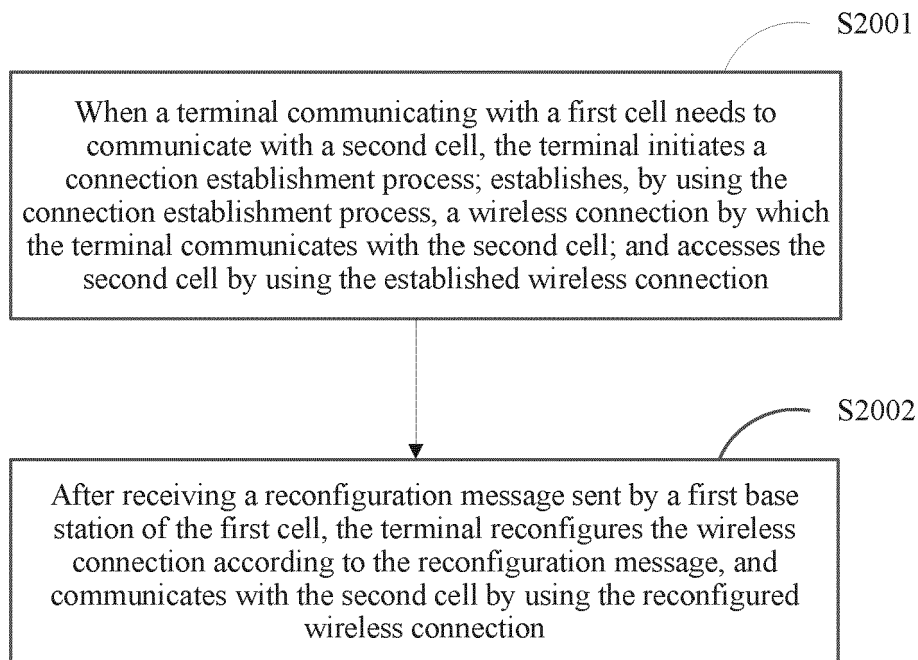 S2001
When a terminal communicating with a first cell needs to
communicate with a second cell, the terminal initiates a
connection establishment process; establishes, by using the
connection establishment process, a wireless connection by which
the terminal communicates with the second cell; and accesses the
second cell by using the established wireless connection
S2002
After receiving a reconfiguration message sent by a first base
station of the first cell, the terminal reconfigures the wireless
connection according to the reconfiguration message, and
communicates with the second cell by using the reconfigured
wireless connection